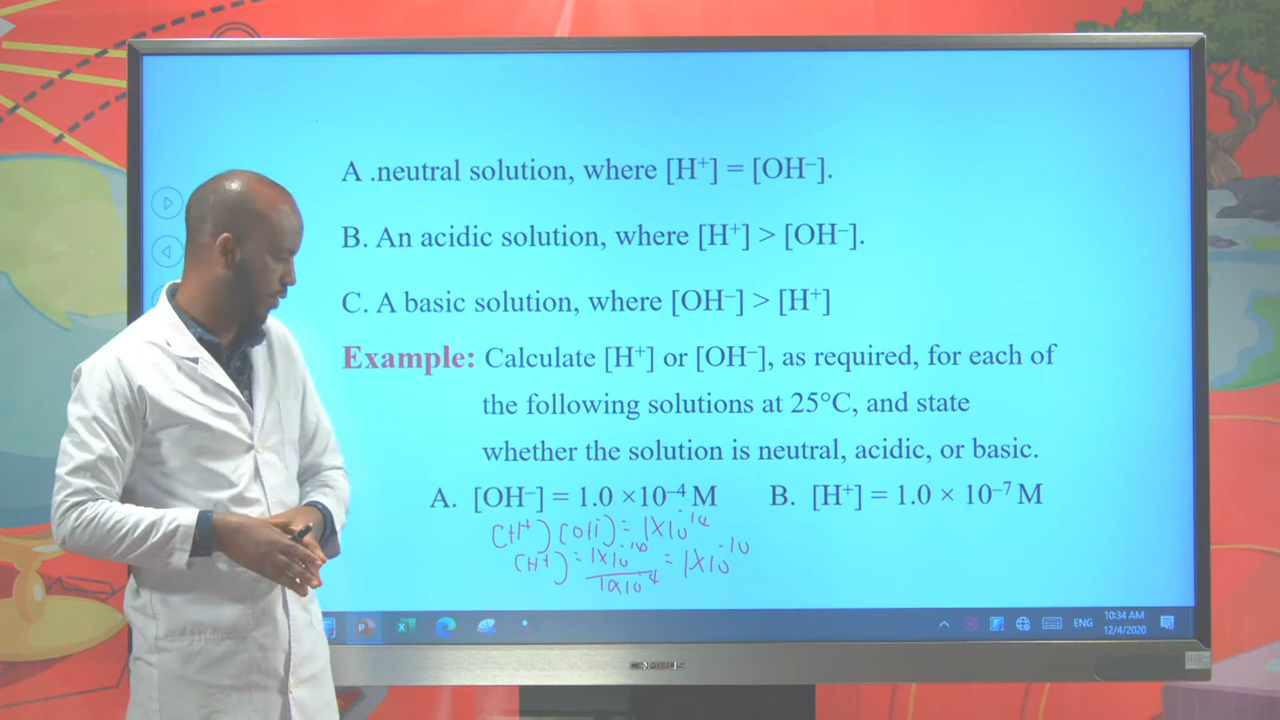 A .neutral solution, where [H⁺] = [OH⁻].
B. An acidic solution, where [H⁺] > [OH⁻].
C. A basic solution, where [OH⁻] > [H⁺]
Example: Calculate [H⁺] or [OH⁻], as required, for each of
the following solutions at 25°C, and state
whether the solution is neutral, acidic, or basic.
A. [OH⁻] = 1.0 ×10⁻⁴ M B. [H⁺] = 1.0 × 10⁻⁷ M
(H⁺) (OH) = 1X10⁻¹⁴
(H⁺) = 1X10 = 1X10⁻¹⁰
1X10⁻⁴
ENG
10:34 AM
12/4/2020